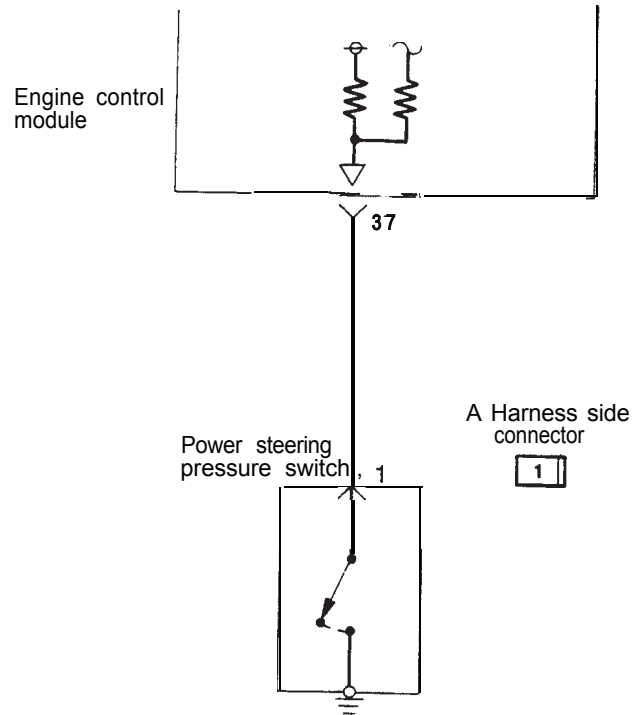 Engine control
module
37
A Harness side
connector
1
Power steering
pressure switch, 1